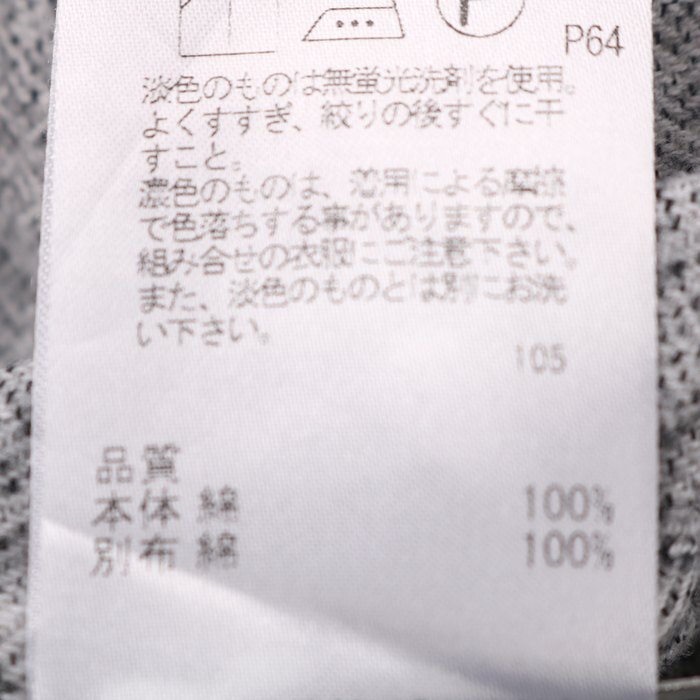 P
P64
淡色のものは無蛍光洗剤を使用。
よくすすぎ、絞りの後すぐに干
すこと。
濃色のものは、着用による摩擦
で色落ちする事がありますので、
組み合せの衣服にご注意下さい。
また、淡色のものとは別にお洗
い下さい。
105
品質
本体 綿 100%
別布 綿 100%